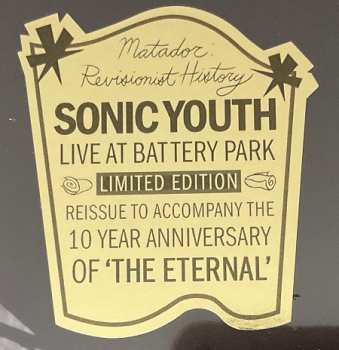 Matador:
Revisionist History
SONIC YOUTH
LIVE AT BATTERY PARK
LIMITED EDITION
REISSUE TO ACCOMPANY THE
10 YEAR ANNIVERSARY
OF 'THE ETERNAL'